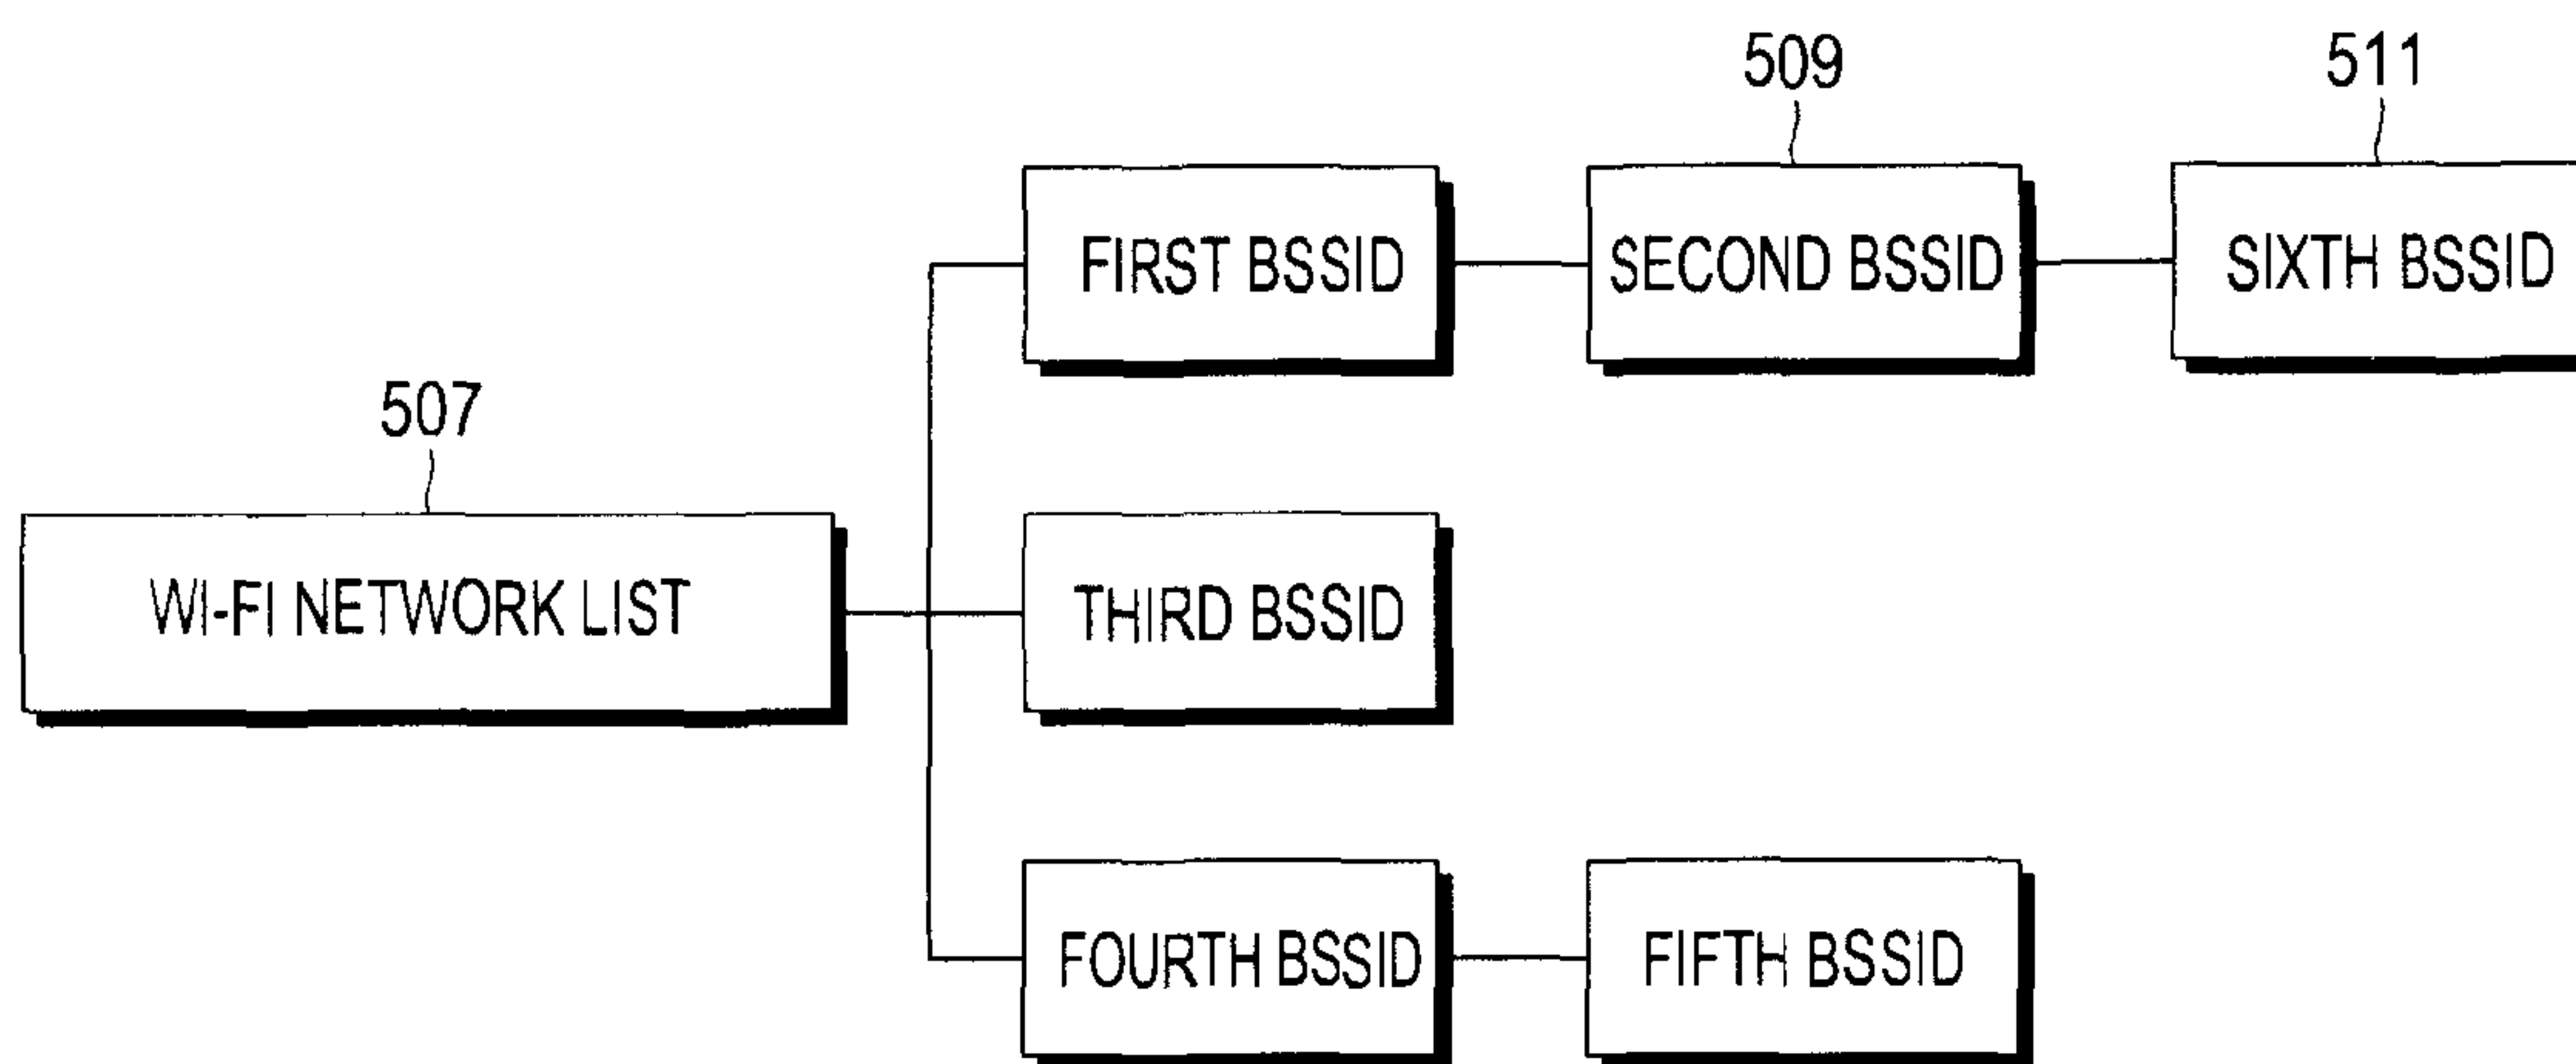 509
511
FIRST BSSID
SECOND BSSID
SIXTH BSSID
507
WI-FI NETWORK LIST
THIRD BSSID
FOURTH BSSID
FIFTH BSSID